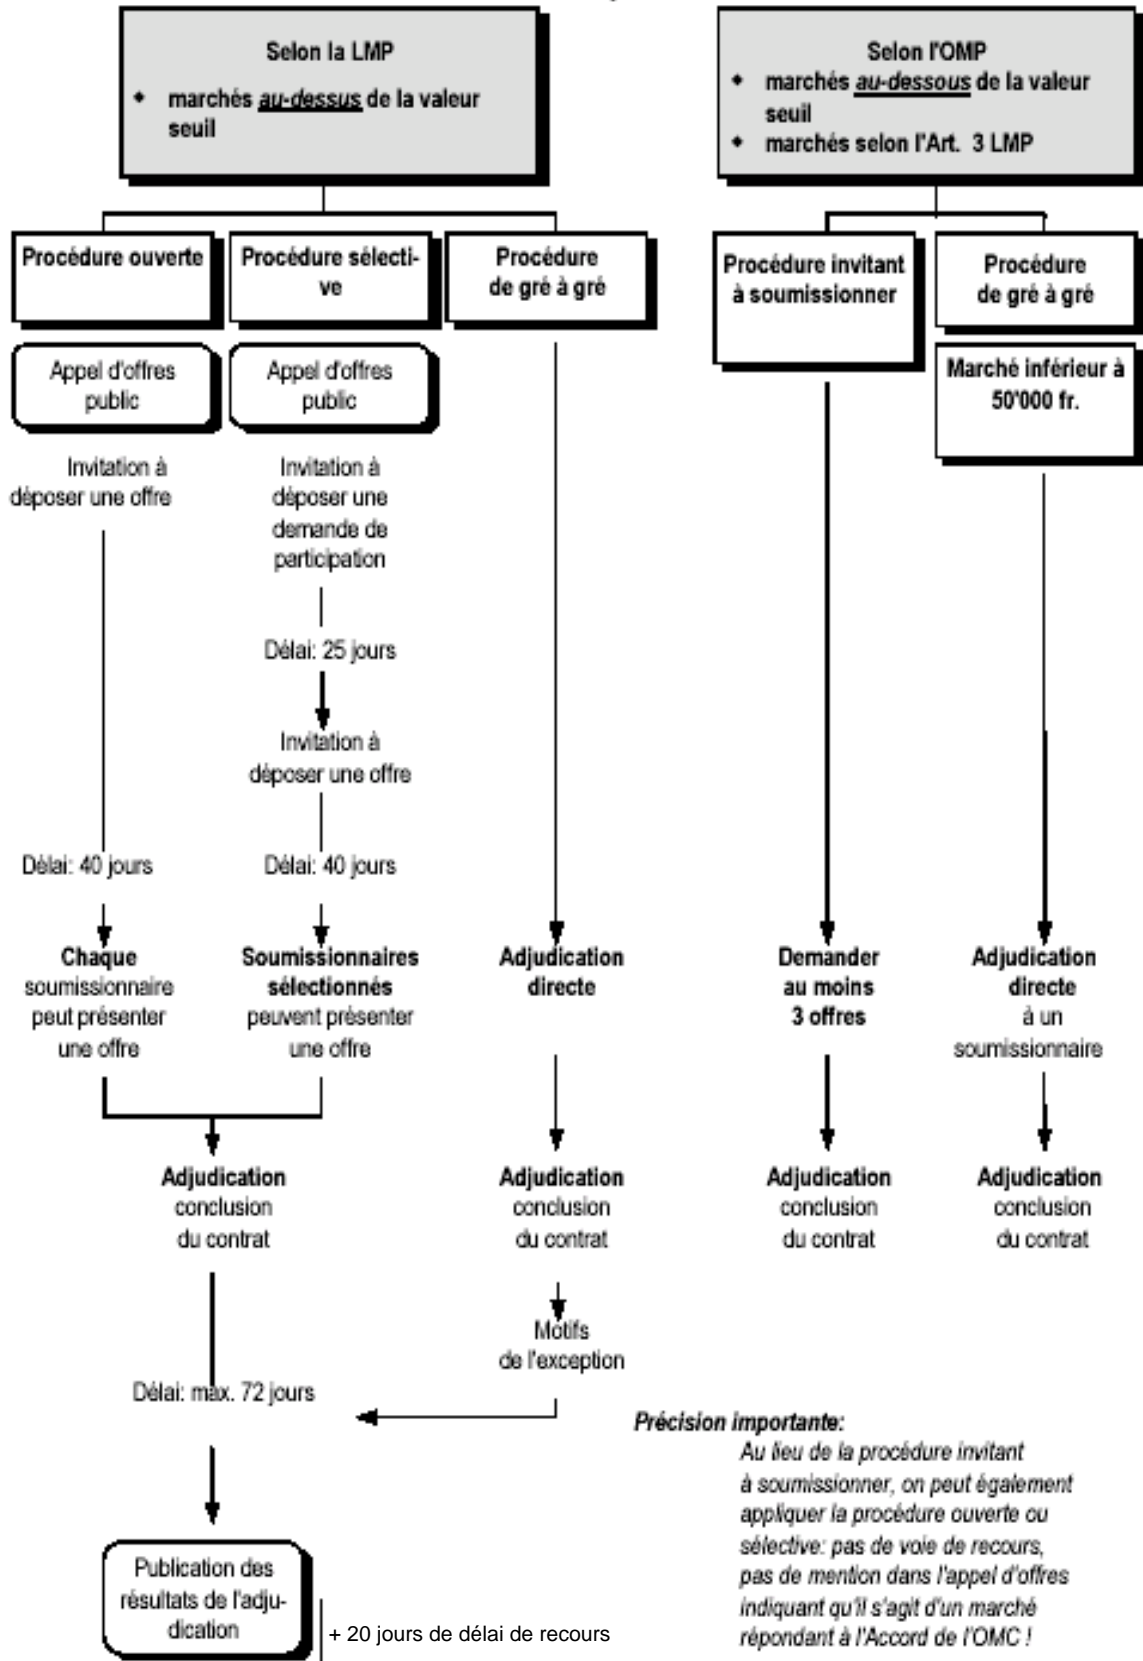 Selon la LMP
• marchés au-dessus de la valeur
seuil
Selon l'OMP
• marchés au-dessous de la valeur
seuil
• marchés selon l'Art. 3 LMP
Procédure ouverte
Procédure sélecti-
ve
Procédure
de gré à gré
Procédure invitant
à soumissionner
Procédure
de gré à gré
Appel d'offres
public
Appel d'offres
public
Marché inférieur à
50'000 fr.
Invitation à
déposer une offre
Invitation à
déposer une
demande de
participation
Délai: 25 jours
Invitation à
déposer une offre
Délai: 40 jours
Délai: 40 jours
Chaque
soumissionnaire
peut présenter
une offre
Soumissionnaires
sélectionnés
peuvent présenter
une offre
Adjudication
directe
Demander
au moins
3 offres
Adjudication
directe
à un
soumissionnaire
Adjudication
conclusion
du contrat
Adjudication
conclusion
du contrat
Adjudication
conclusion
du contrat
Adjudication
conclusion
du contrat
Motifs
de l'exception
Délai: max. 72 jours
Précision importante:
Au lieu de la procédure invitant
à soumissionner, on peut également
appliquer la procédure ouverte ou
sélective: pas de voie de recours,
pas de mention dans l'appel d'offres
indiquant qu'il s'agit d'un marché
répondant à l'Accord de l'OMC !
Publication des
résultats de l'adju-
dication
+ 20 jours de délai de recours